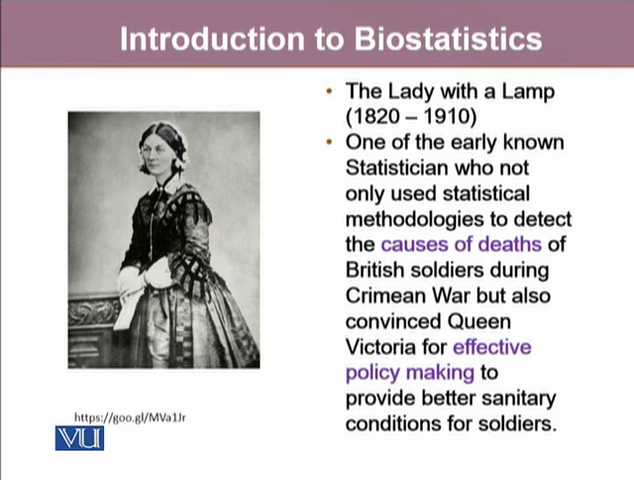 Introduction to Biostatistics
• The Lady with a Lamp
(1820 – 1910)
• One of the early known
Statistician who not
only used statistical
methodologies to detect
the causes of deaths of
British soldiers during
Crimean War but also
convinced Queen
Victoria for effective
policy making to
provide better sanitary
conditions for soldiers.
https://goo.gl/MVa1Jr
VU